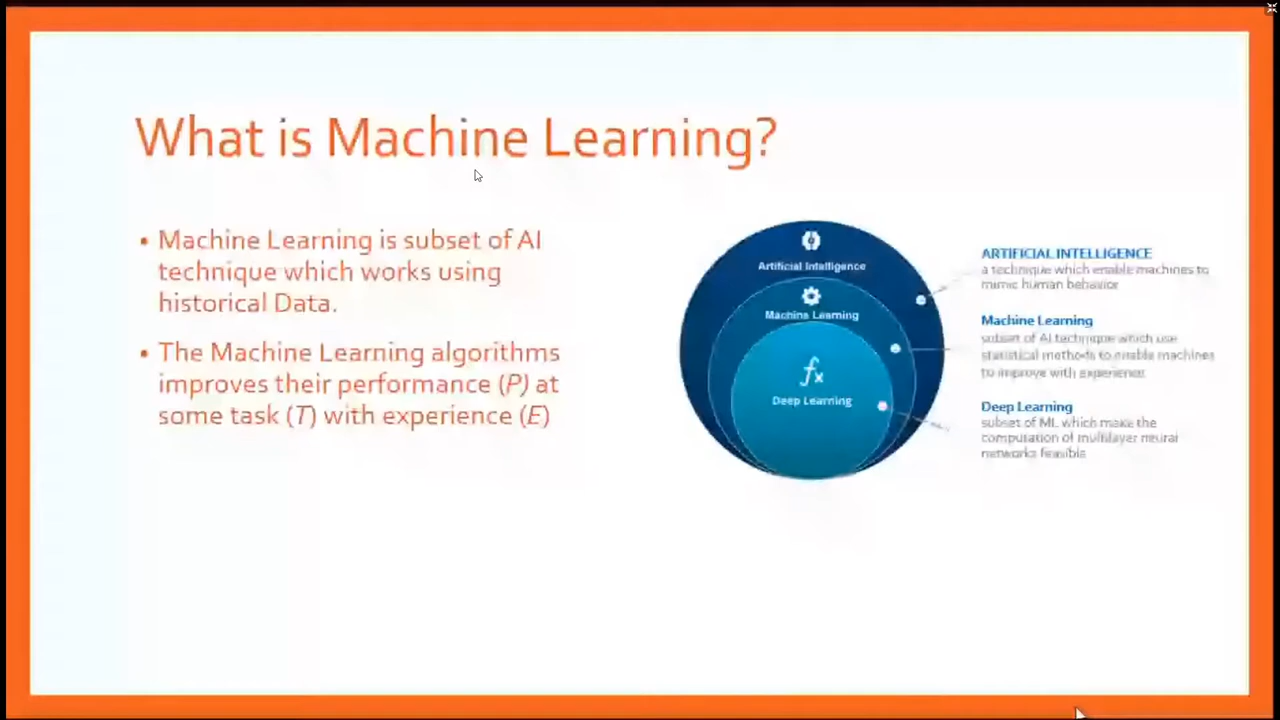 What is Machine Learning?
• Machine Learning is subset of AI
technique which works using
historical Data.
• The Machine Learning algorithms
improves their performance (P) at
some task (T) with experience (E)
Artificial Intelligence
Machine Learning
fx
Deep Learning
ARTIFICIAL INTELLIGENCE
a technique which enable machines to
mimic human behavior
Machine Learning
subset of AI technique which use
statistical methods to enable machines
to improve with experience
Deep Learning
subset of ML which make the
computation of multilayer neural
networks feasible